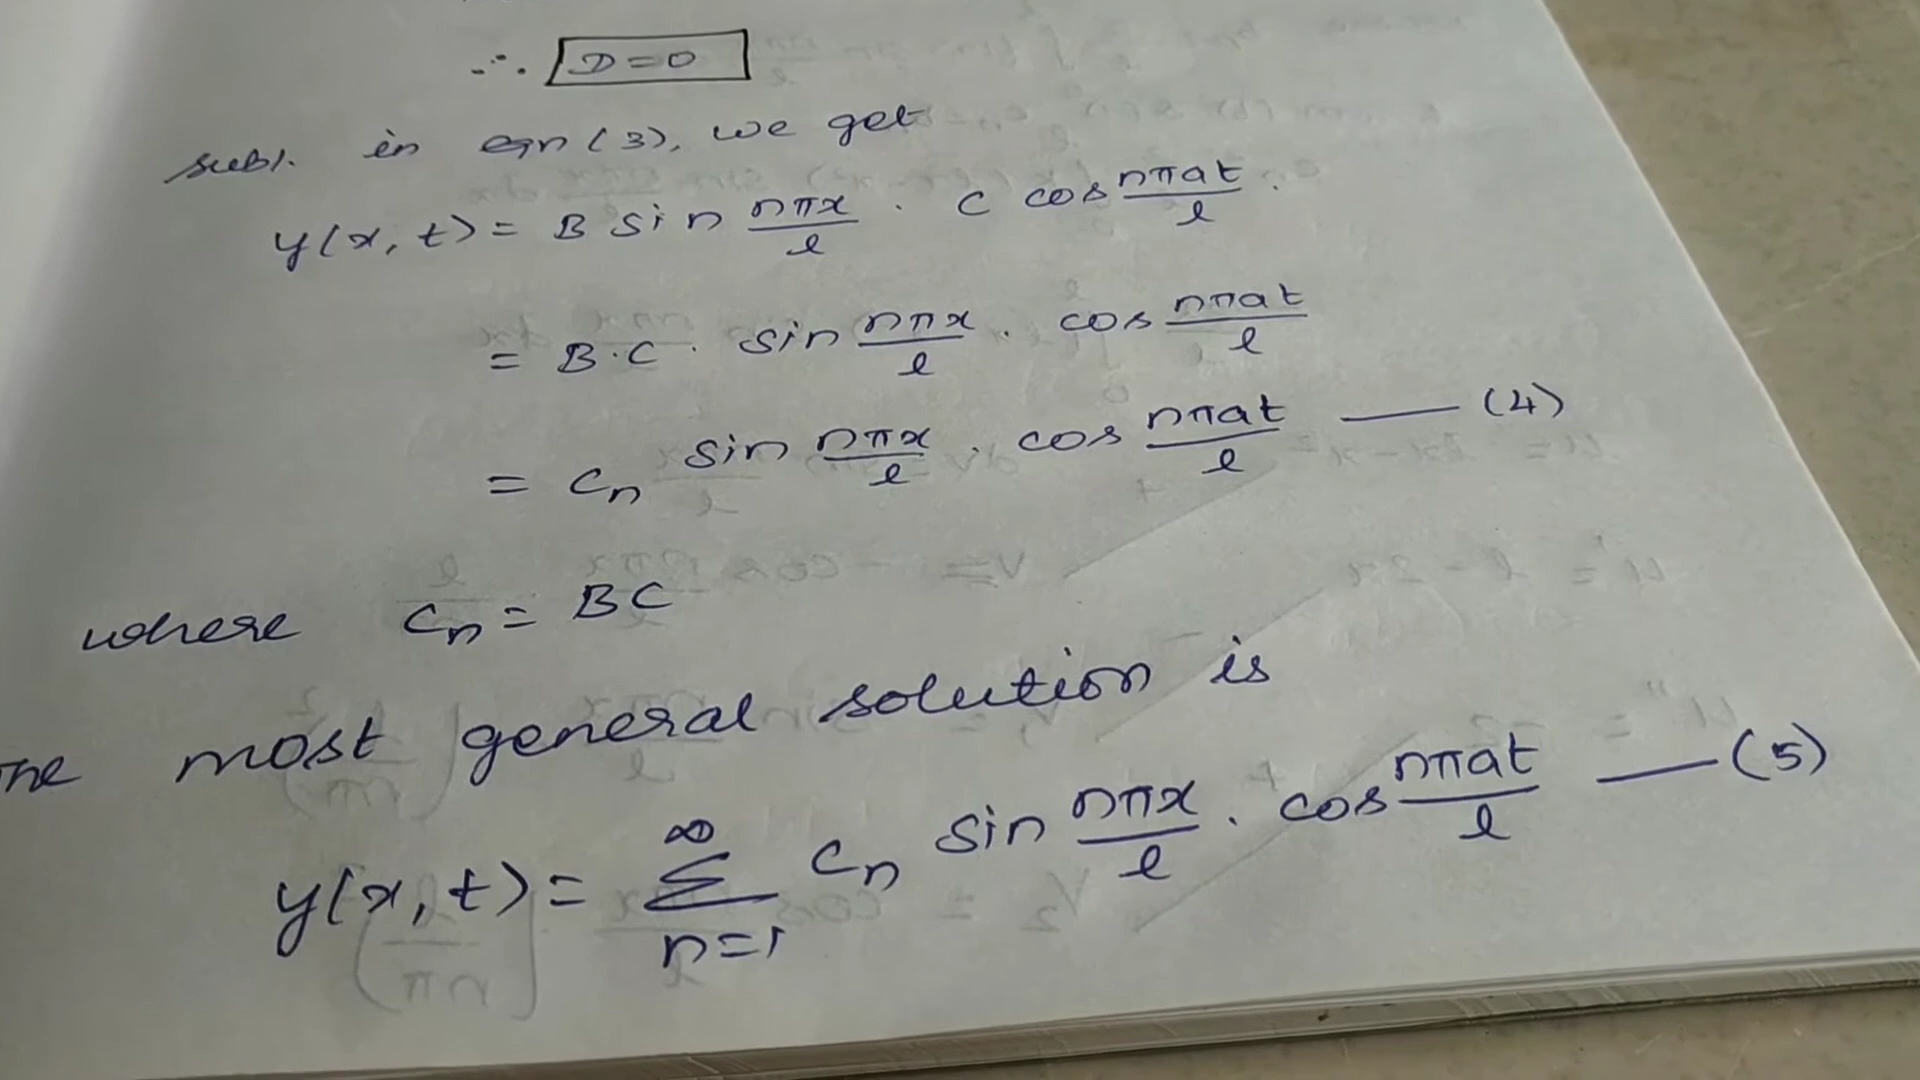 ∴ D=0
subt. in eqn (3), we get
y(x,t) = B sin nπx/l . C cos nπat/l .
= B.C . sin nπx/l . cos nπat/l
= Cn sin nπx/l . cos nπat/l — (4)
where Cn = BC
The most general solution is
y(x,t) = ∞ Σ n=1 Cn sin nπx/l . cos nπat/l — (5)